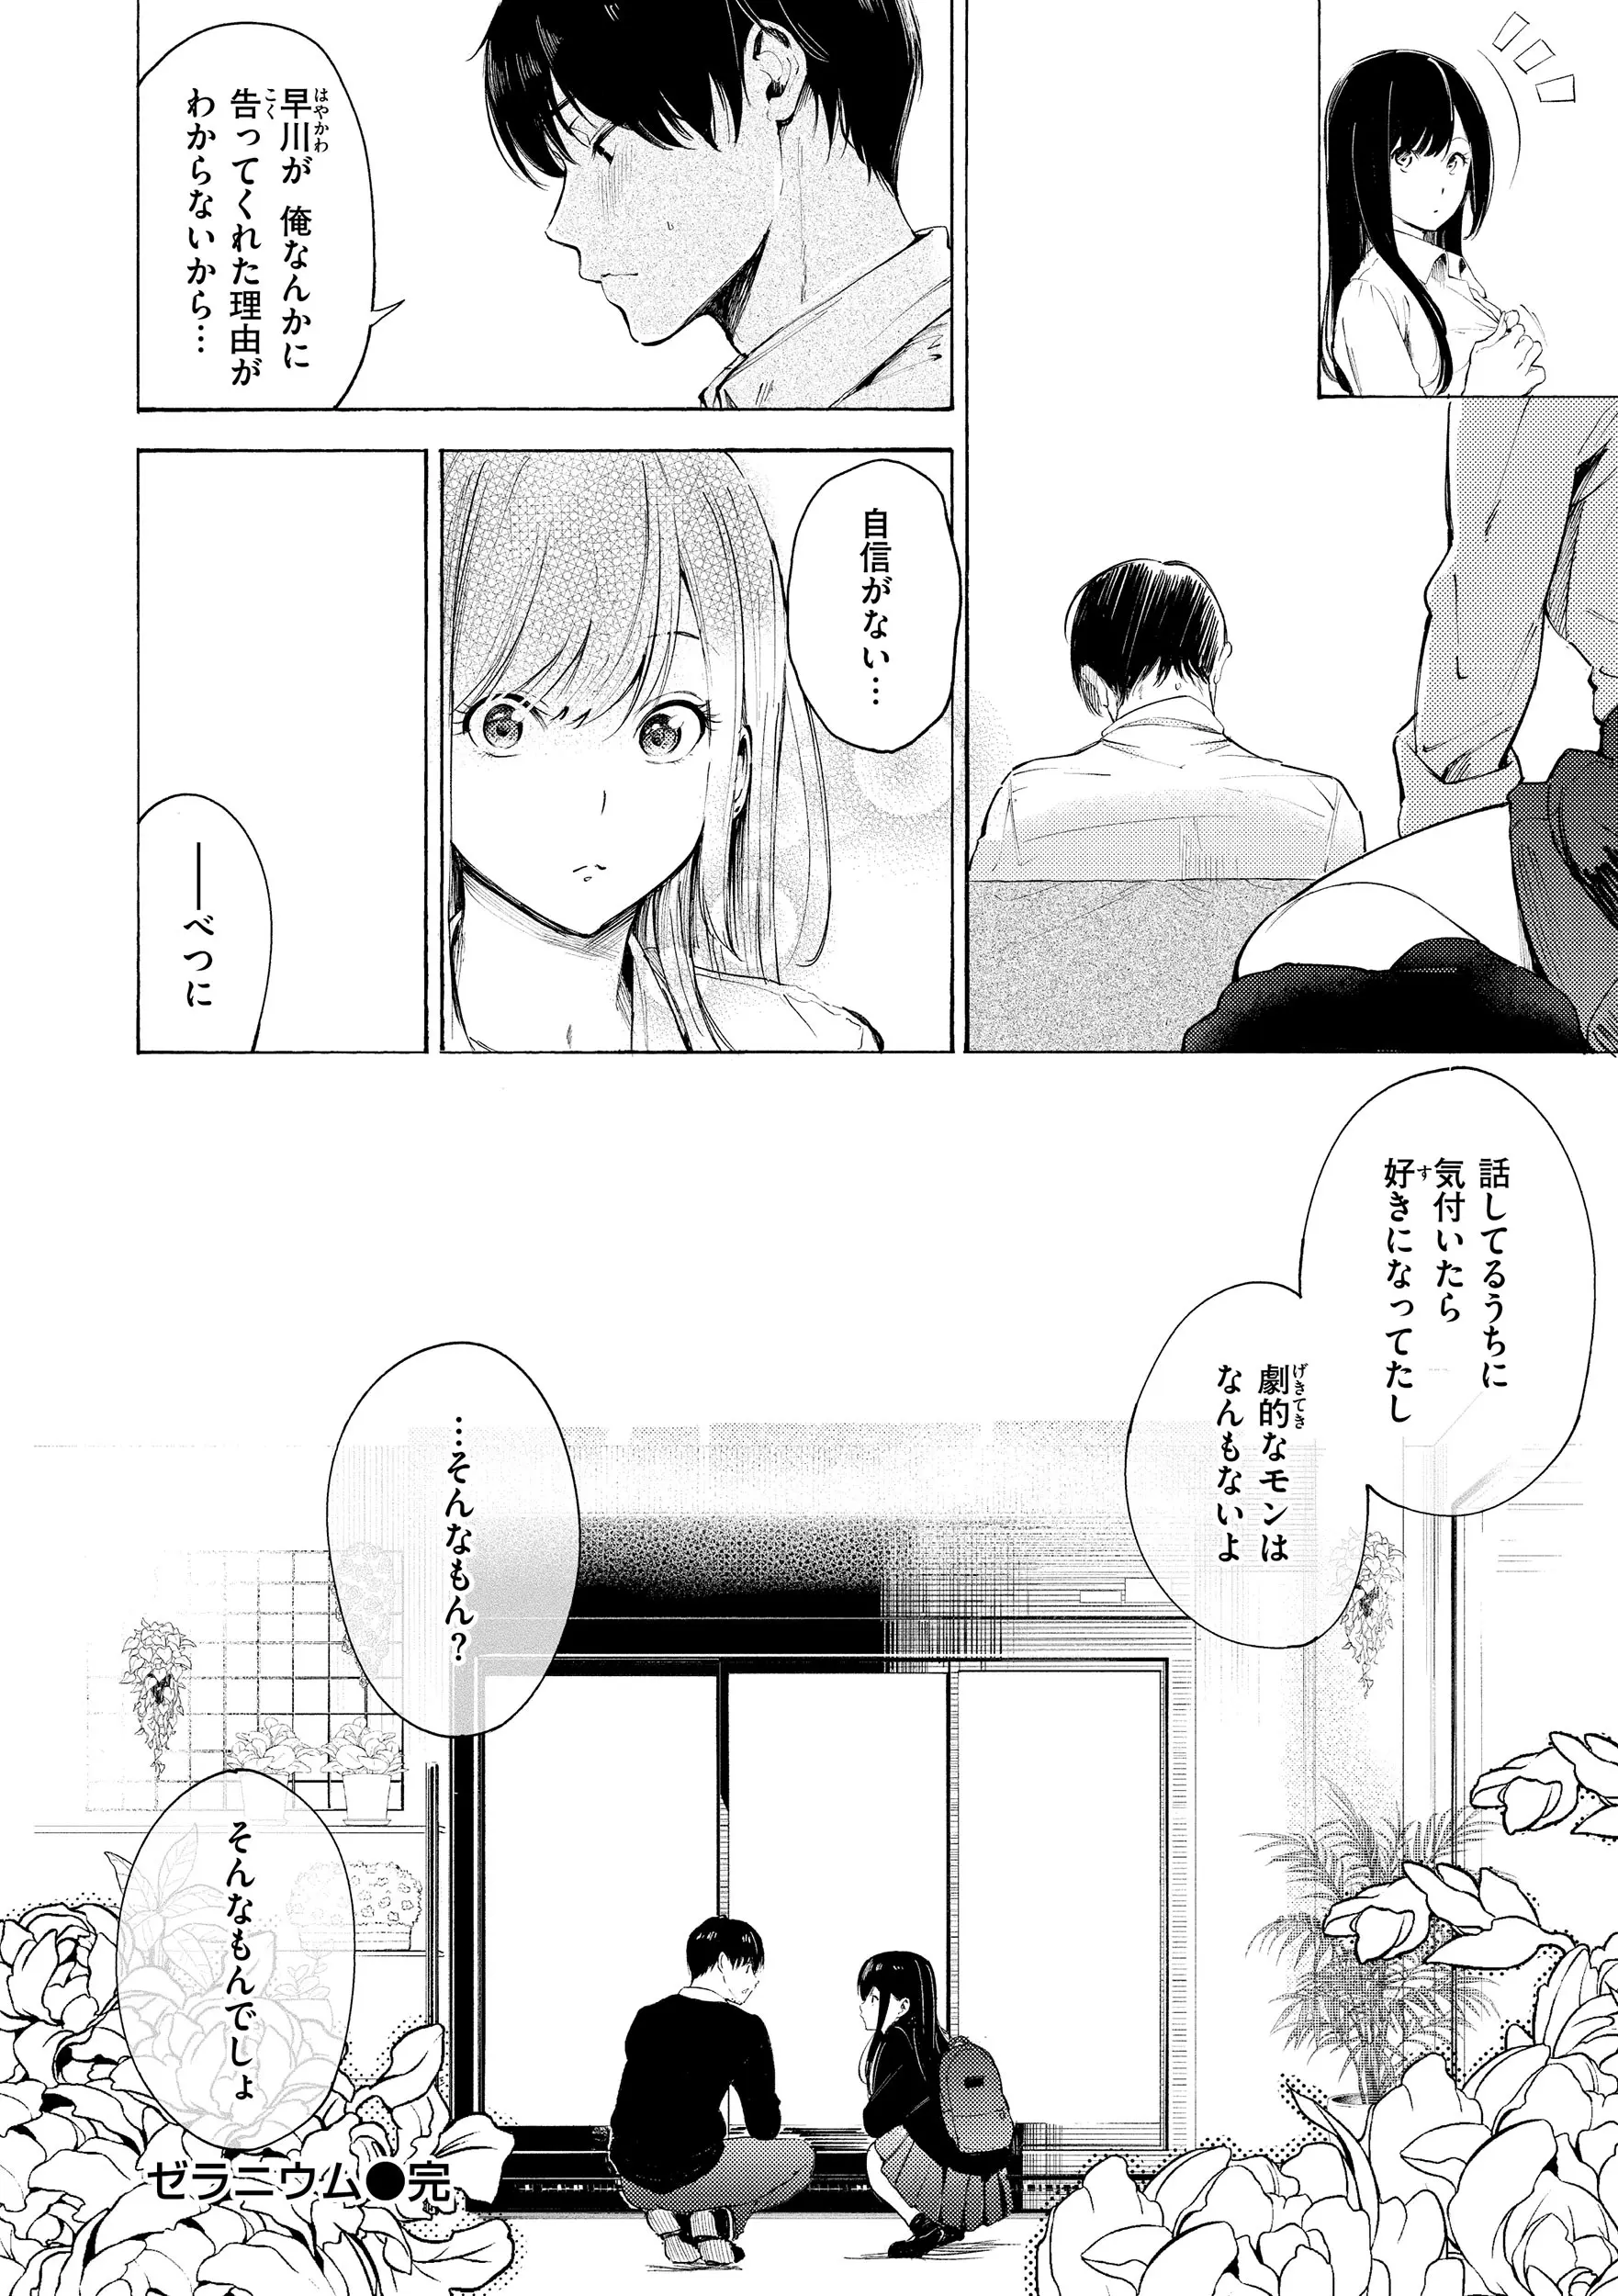 早川が 俺なんかに
告ってくれた理由が
わからないから…
自信がない…
――べつに
話してるうちに
気付いたら
好きになってたし
劇的なモンは
なんもないよ
…そんなもん?
そんなもんでしょ
ゼラニウム●完